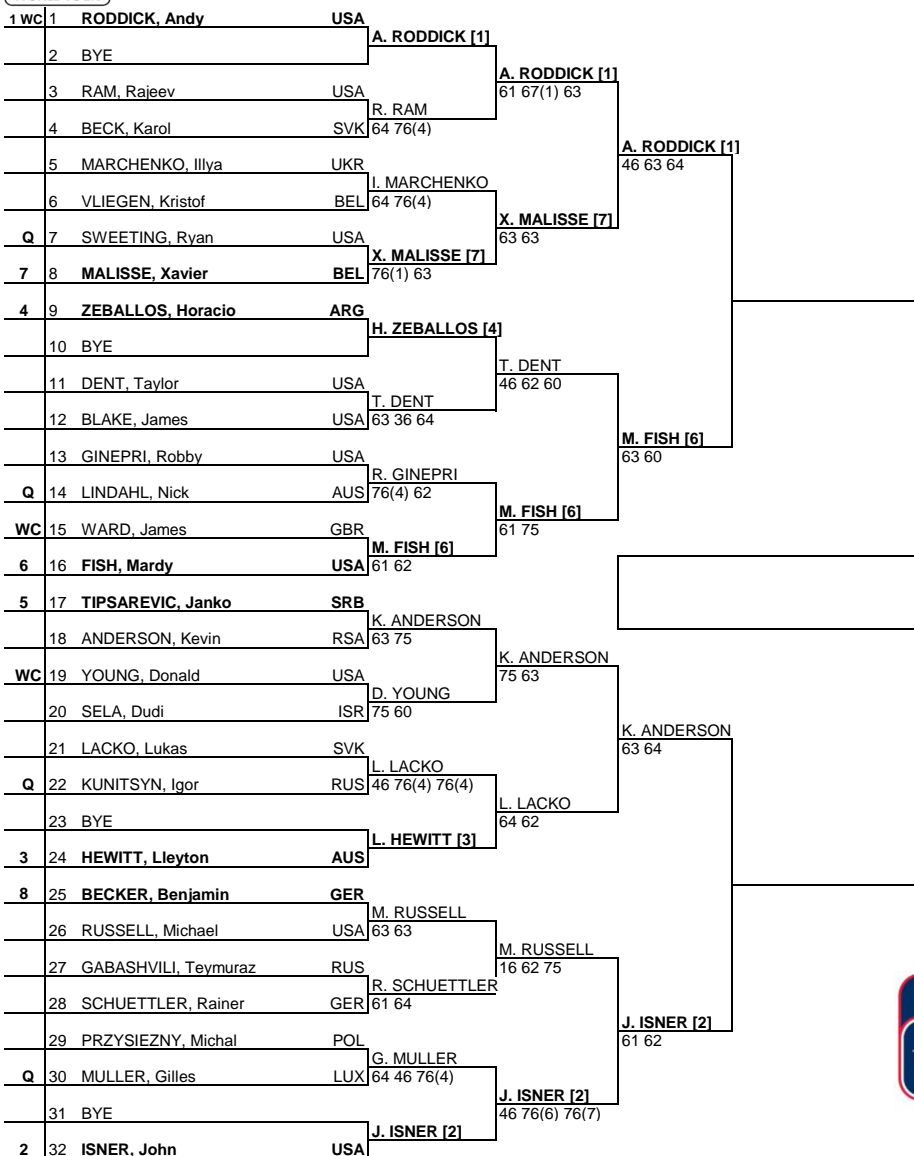 1 WC 1 RODDICK, Andy USA
A. RODDICK [1]
2 BYE
A. RODDICK [1]
3 RAM, Rajeev USA
61 67(1) 63
R. RAM
4 BECK, Karol SVK 64 76(4)
A. RODDICK [1]
5 MARCHENKO, Illya UKR
46 63 64
I. MARCHENKO
6 VLIEGEN, Kristof BEL 64 76(4)
X. MALISSE [7]
Q 7 SWEETING, Ryan USA
63 63
X. MALISSE [7]
7 8 MALISSE, Xavier BEL 76(1) 63
4 9 ZEBALLOS, Horacio ARG
H. ZEBALLOS [4]
10 BYE
T. DENT
11 DENT, Taylor USA
46 62 60
T. DENT
12 BLAKE, James USA 63 36 64
M. FISH [6]
13 GINEPRI, Robby USA
63 60
R. GINEPRI
Q 14 LINDAHL, Nick AUS 76(4) 62
M. FISH [6]
WC 15 WARD, James GBR
61 75
M. FISH [6]
6 16 FISH, Mardy USA 61 62
5 17 TIPSAREVIC, Janko SRB
K. ANDERSON
18 ANDERSON, Kevin RSA 63 75
K. ANDERSON
WC 19 YOUNG, Donald USA
75 63
D. YOUNG
20 SELA, Dudi ISR 75 60
K. ANDERSON
21 LACKO, Lukas SVK
63 64
L. LACKO
Q 22 KUNITSYN, Igor RUS 46 76(4) 76(4)
L. LACKO
23 BYE
64 62
L. HEWITT [3]
3 24 HEWITT, Lleyton AUS
8 25 BECKER, Benjamin GER
M. RUSSELL
26 RUSSELL, Michael USA 63 63
M. RUSSELL
27 GABASHVILI, Teymuraz RUS
16 62 75
R. SCHUETTLER
28 SCHUETTLER, Rainer GER 61 64
J. ISNER [2]
29 PRZYSIEZNY, Michal POL
61 62
G. MULLER
Q 30 MULLER, Gilles LUX 64 46 76(4)
J. ISNER [2]
31 BYE
46 76(6) 76(7)
J. ISNER [2]
2 32 ISNER, John USA